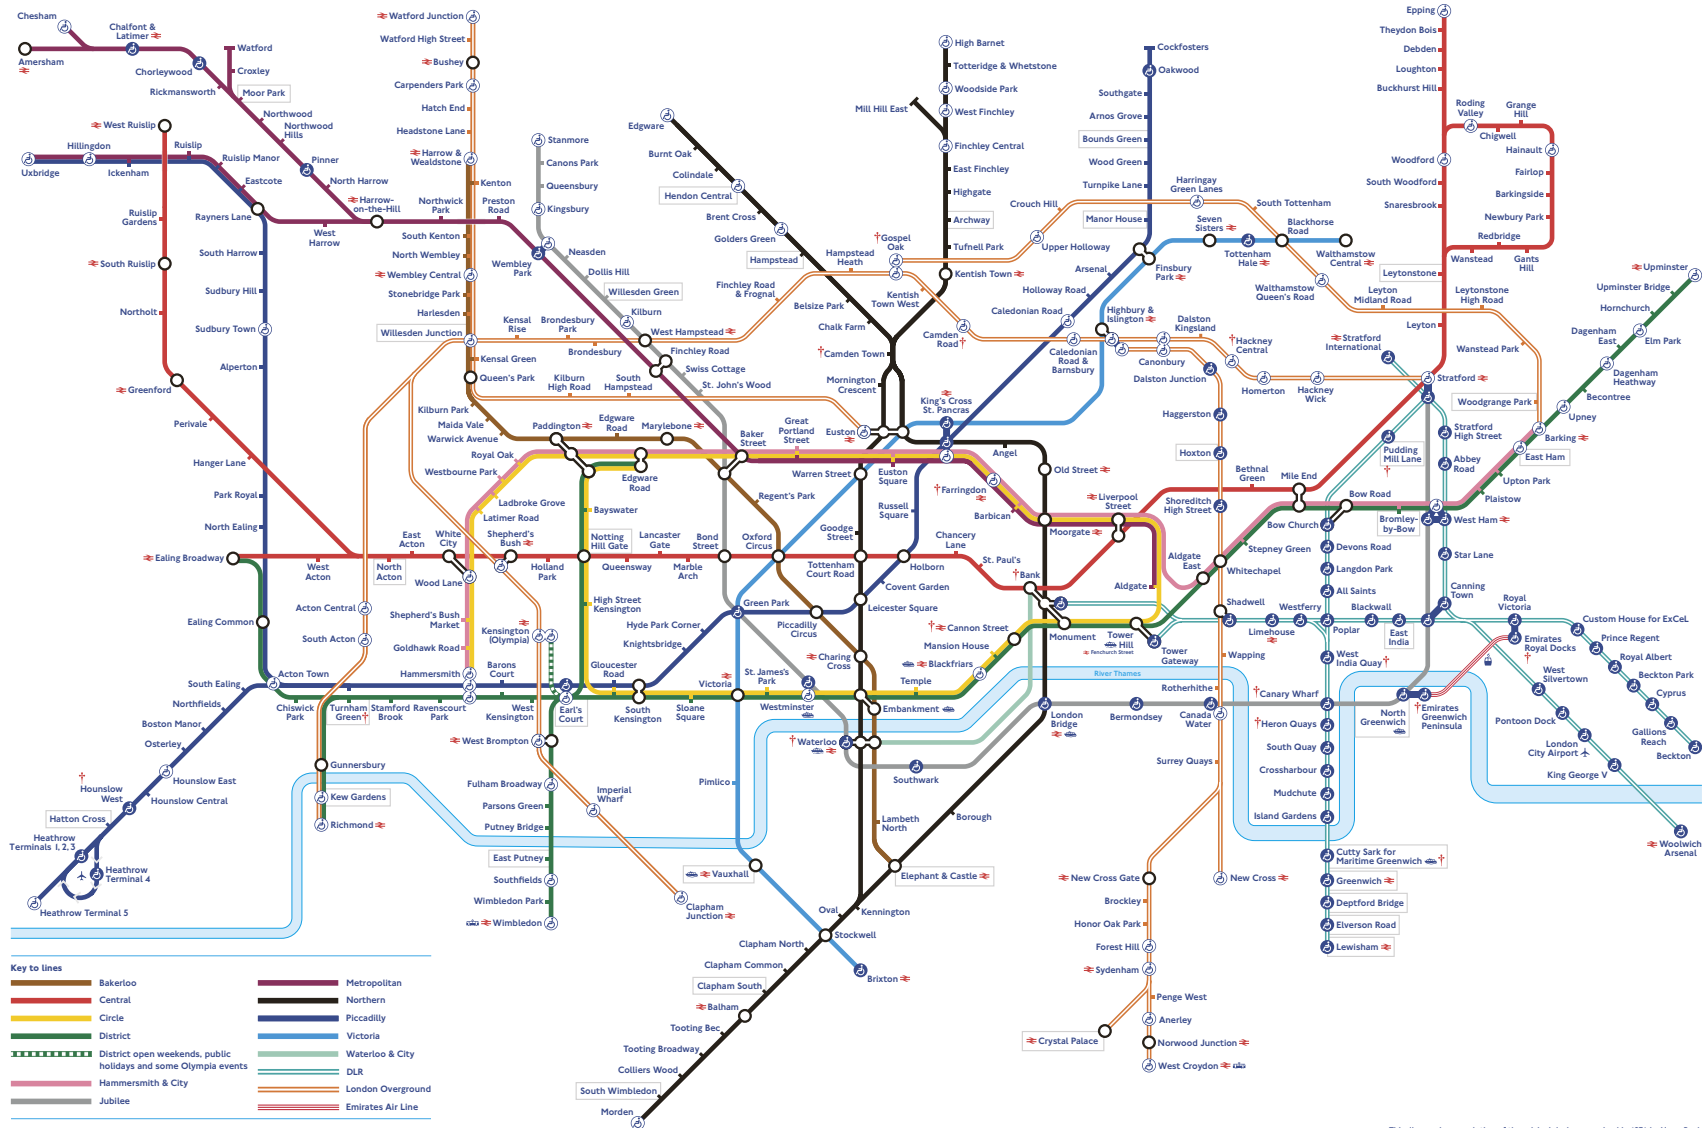 Chesham
Chalfont &
Latimer
Amersham
Chorleywood
Rickmansworth
Watford
Croxley
Moor Park
Northwood
Northwood
Hills
Pinner
North Harrow
Harrow-
on-the-Hill
Northwick
Park
Preston
Road
West Ruislip
Hillingdon
Ruislip
Uxbridge
Ickenham
Ruislip Manor
Eastcote
Rayners Lane
West
Harrow
Ruislip
Gardens
South Ruislip
Northolt
Greenford
Perivale
Hanger Lane
South Harrow
Sudbury Hill
Sudbury Town
Alperton
Park Royal
North Ealing
Ealing Broadway
Ealing Common
West
Acton
North
Acton
East
Acton
White
City
Shepherd's
Bush
Holland
Park
Notting
Hill Gate
Queensway
Lancaster
Gate
Marble
Arch
Bond
Street
Oxford
Circus
Tottenham
Court Road
Holborn
Chancery
Lane
St. Paul's
Bank
Watford Junction
Watford High Street
Bushey
Carpenders Park
Hatch End
Headstone Lane
Harrow &
Wealdstone
Kenton
South Kenton
North Wembley
Wembley Central
Stonebridge Park
Harlesden
Willesden Junction
Kensal Green
Queen's Park
Kilburn Park
Maida Vale
Warwick Avenue
Paddington
Edgware
Road
Marylebone
Baker
Street
Great
Portland
Street
Stanmore
Canons Park
Queensbury
Kingsbury
Wembley
Park
Neasden
Dollis Hill
Willesden Green
Kilburn
West Hampstead
Finchley Road
Swiss Cottage
St. John's Wood
Kensal
Rise
Brondesbury
Park
Brondesbury
Kilburn
High Road
South
Hampstead
Finchley Road
& Frognal
Hampstead
Heath
Gospel
Oak
Edgware
Burnt Oak
Colindale
Hendon Central
Brent Cross
Golders Green
Hampstead
Belsize Park
Chalk Farm
Camden Town
Mornington
Crescent
Euston
High Barnet
Totteridge & Whetstone
Woodside Park
West Finchley
Mill Hill East
Finchley Central
East Finchley
Highgate
Archway
Tufnell Park
Kentish Town
Kentish
Town West
Camden
Road
King's Cross
St. Pancras
Cockfosters
Oakwood
Southgate
Arnos Grove
Bounds Green
Wood Green
Turnpike Lane
Manor House
Finsbury
Park
Arsenal
Holloway Road
Caledonian Road
Crouch Hill
Upper Holloway
Harringay
Green Lanes
South Tottenham
Seven
Sisters
Tottenham
Hale
Blackhorse
Road
Walthamstow
Central
Walthamstow
Queen's Road
Leyton
Midland Road
Leytonstone
High Road
Wanstead Park
Woodgrange Park
Highbury &
Islington
Caledonian
Road &
Barnsbury
Canonbury
Dalston
Kingsland
Dalston Junction
Hackney
Central
Homerton
Hackney
Wick
Stratford
International
Stratford
Haggerston
Hoxton
Shoreditch
High Street
Bethnal
Green
Mile End
Epping
Theydon Bois
Debden
Loughton
Buckhurst Hill
Roding
Valley
Grange
Hill
Chigwell
Hainault
Woodford
Fairlop
South Woodford
Barkingside
Snaresbrook
Newbury Park
Redbridge
Wanstead
Gants
Hill
Leytonstone
Leyton
Upminster
Upminster Bridge
Hornchurch
Dagenham
East
Elm Park
Dagenham
Heathway
Becontree
Upney
Barking
East Ham
Upton Park
Plaistow
West Ham
Bromley-
by-Bow
Bow Road
Bow Church
Pudding
Mill Lane
Stratford
High Street
Abbey
Road
Star Lane
Canning
Town
Devons Road
Langdon Park
All Saints
Poplar
Blackwall
East
India
Westferry
Limehouse
Shadwell
Stepney Green
Whitechapel
Aldgate
East
Aldgate
Liverpool
Street
Moorgate
Old Street
Angel
Barbican
Farringdon
Euston
Square
Warren Street
Goodge
Street
Russell
Square
Regent's Park
Royal Oak
Westbourne Park
Ladbroke Grove
Latimer Road
Wood Lane
Shepherd's Bush
Market
Goldhawk Road
Hammersmith
Edgware
Road
Bayswater
High Street
Kensington
Kensington
(Olympia)
Barons
Court
Gloucester
Road
Earl's
Court
West
Kensington
South
Kensington
Sloane
Square
Victoria
St. James's
Park
Westminster
Embankment
Temple
Blackfriars
Mansion House
Cannon Street
Monument
Tower
Hill
Fenchurch Street
Tower
Gateway
Covent Garden
Leicester Square
Piccadilly
Circus
Green Park
Hyde Park Corner
Knightsbridge
Charing
Cross
Waterloo
Southwark
London
Bridge
Bermondsey
Canada
Water
Wapping
Rotherhithe
Surrey Quays
River Thames
Acton Central
South Acton
Acton Town
South Ealing
Northfields
Boston Manor
Osterley
Hounslow East
Hounslow Central
Hounslow
West
Hatton Cross
Heathrow
Terminals 1, 2, 3
Heathrow
Terminal 4
Heathrow Terminal 5
Chiswick
Park
Turnham
Green
Stamford
Brook
Ravenscourt
Park
Gunnersbury
Kew Gardens
Richmond
West Brompton
Fulham Broadway
Parsons Green
Putney Bridge
East Putney
Southfields
Wimbledon Park
Wimbledon
Imperial
Wharf
Clapham
Junction
Pimlico
Vauxhall
Lambeth
North
Elephant & Castle
Borough
Kennington
Oval
Stockwell
Brixton
Clapham North
Clapham Common
Clapham South
Balham
Tooting Bec
Tooting Broadway
Colliers Wood
South Wimbledon
Morden
New Cross Gate
New Cross
Brockley
Honor Oak Park
Forest Hill
Sydenham
Penge West
Anerley
Crystal Palace
Norwood Junction
West Croydon
West
India Quay
Canary Wharf
Heron Quays
South Quay
Crossharbour
Mudchute
Island Gardens
Cutty Sark for
Maritime Greenwich
Greenwich
Deptford Bridge
Elverson Road
Lewisham
North
Greenwich
Emirates
Greenwich
Peninsula
Royal
Victoria
Emirates
Royal Docks
Custom House for ExCeL
Prince Regent
Royal Albert
Beckton Park
Cyprus
Gallions
Reach
Beckton
West
Silvertown
Pontoon Dock
London
City Airport
King George V
Woolwich
Arsenal
Key to lines
Bakerloo
Central
Circle
District
District open weekends, public
holidays and some Olympia events
Hammersmith & City
Jubilee
Metropolitan
Northern
Piccadilly
Victoria
Waterloo & City
DLR
London Overground
Emirates Air Line